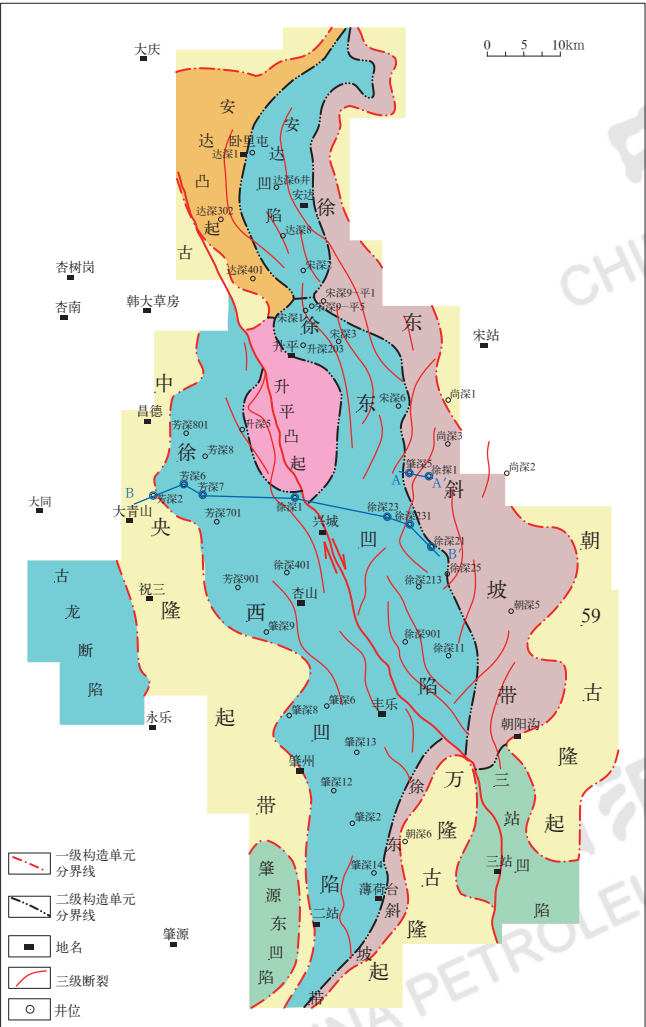 大庆
0 5 10km
安达凸起
安达凹陷
卧里屯
达深1
达深6井
安达
达深302
达深8
徐东斜坡带
古
中央隆起带
达深401
宋深2
杏树岗
杏南
韩大草房
宋深9-平1
宋深9-平5
宋深1
宋深3
升平
升深203
宋站
徐东凹陷
升平凸起
宋深6
尚深1
昌德
芳深801
升深5
芳深8
尚深3
肇深5
徐探1
尚深2
A
A′
芳深6
芳深7
B
芳深2
徐深1
徐深23
徐深231
大同
大青山
芳深701
兴城
徐深21
B′
徐深25
朝59古隆起
古龙断陷
祝三
徐西凹陷
徐深401
芳深901
杏山
徐深213
朝深5
肇深9
徐深901
徐深11
永乐
肇深8
肇深6
丰乐
朝阳沟
肇州
肇深13
肇深12
徐东斜坡带
万隆古隆起
三站凹陷
肇深2
朝深6
肇深14
三站
薄荷台
肇源东凹陷
二站
肇源
一级构造单元
分界线
二级构造单元
分界线
地名
三级断裂
井位
CHI
CHINA PETROLEU